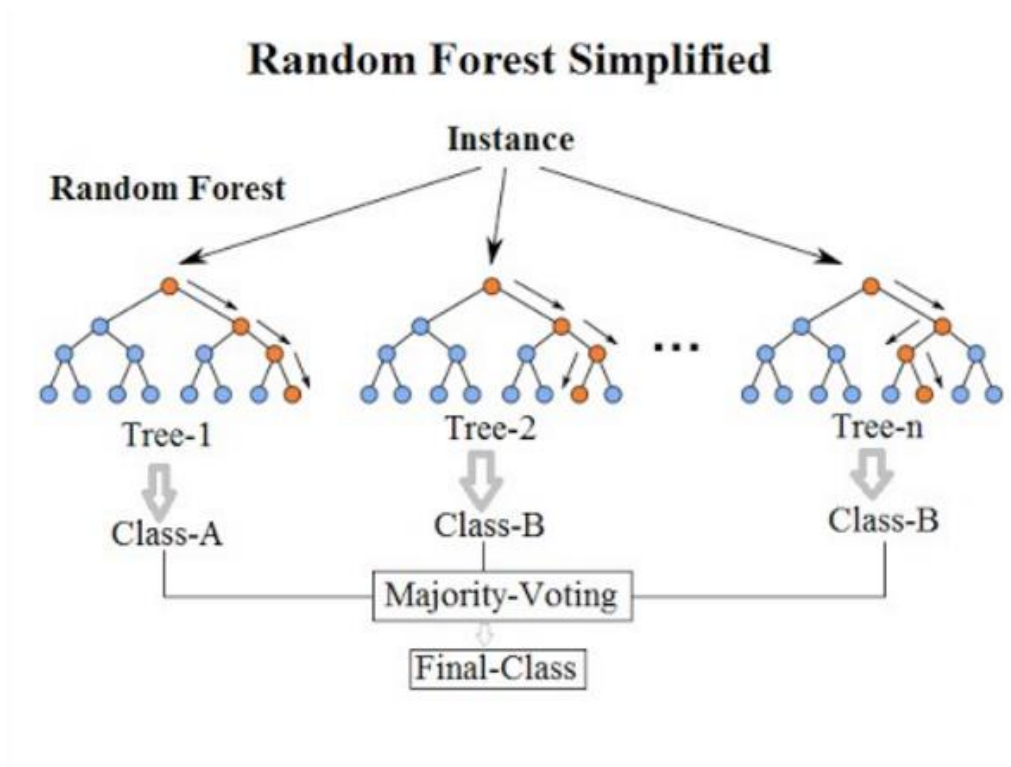 Random Forest Simplified
Instance
Random Forest
...
Tree-1
Tree-2
Tree-n
Class-A
Class-B
Class-B
Majority-Voting
Final-Class